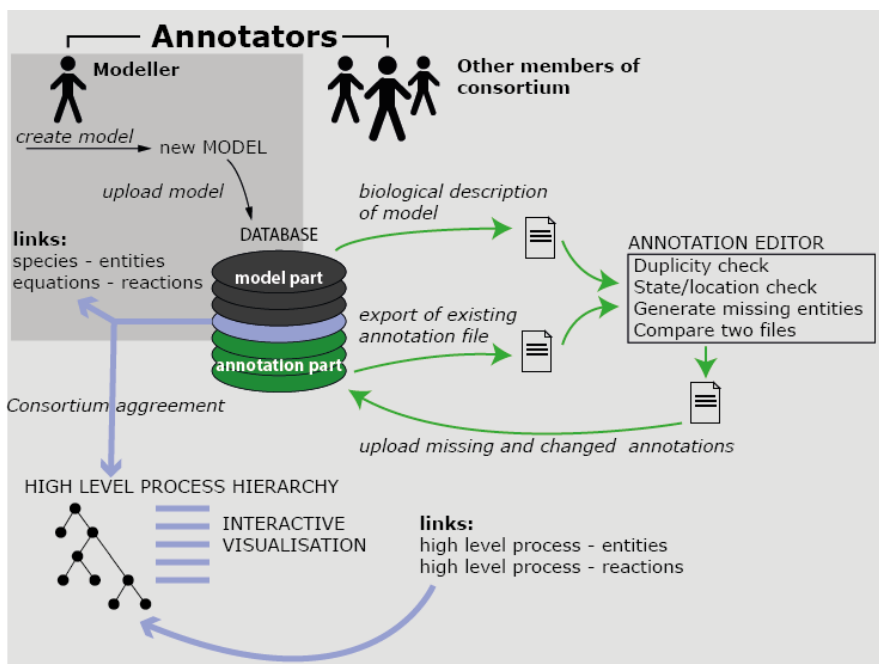 Annotators
Modeller
Other members of
consortium
create model
new MODEL
upload model
biological description
of model
DATABASE
links:
species - entities
equations - reactions
model part
ANNOTATION EDITOR
Duplicity check
State/location check
Generate missing entities
Compare two files
export of existing
annotation file
annotation part
Consortium aggreement
upload missing and changed annotations
HIGH LEVEL PROCESS HIERARCHY
INTERACTIVE
VISUALISATION
links:
high level process - entities
high level process - reactions